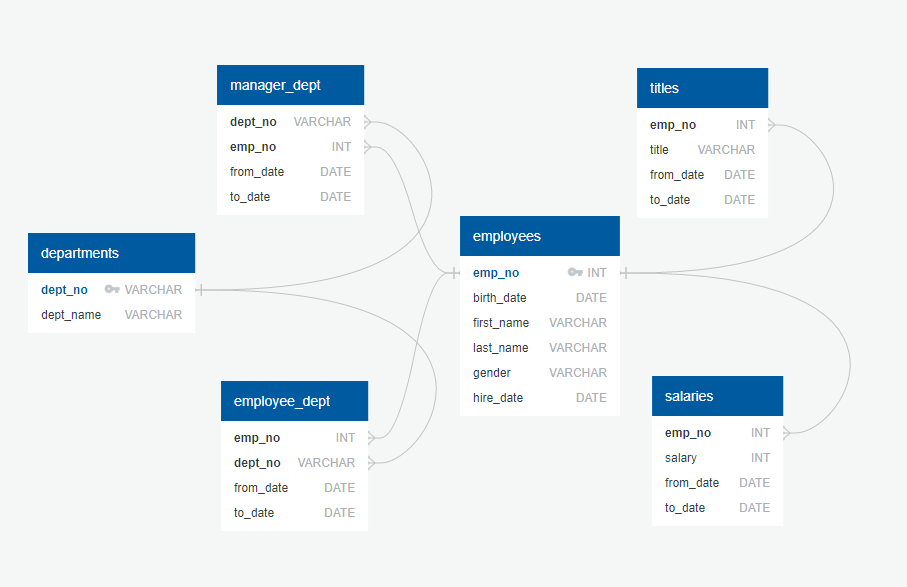 manager_dept
dept_no VARCHAR
emp_no INT
from_date DATE
to_date DATE
titles
emp_no INT
title VARCHAR
from_date DATE
to_date DATE
departments
dept_no VARCHAR
dept_name VARCHAR
employees
emp_no INT
birth_date DATE
first_name VARCHAR
last_name VARCHAR
gender VARCHAR
hire_date DATE
employee_dept
emp_no INT
dept_no VARCHAR
from_date DATE
to_date DATE
salaries
emp_no INT
salary INT
from_date DATE
to_date DATE